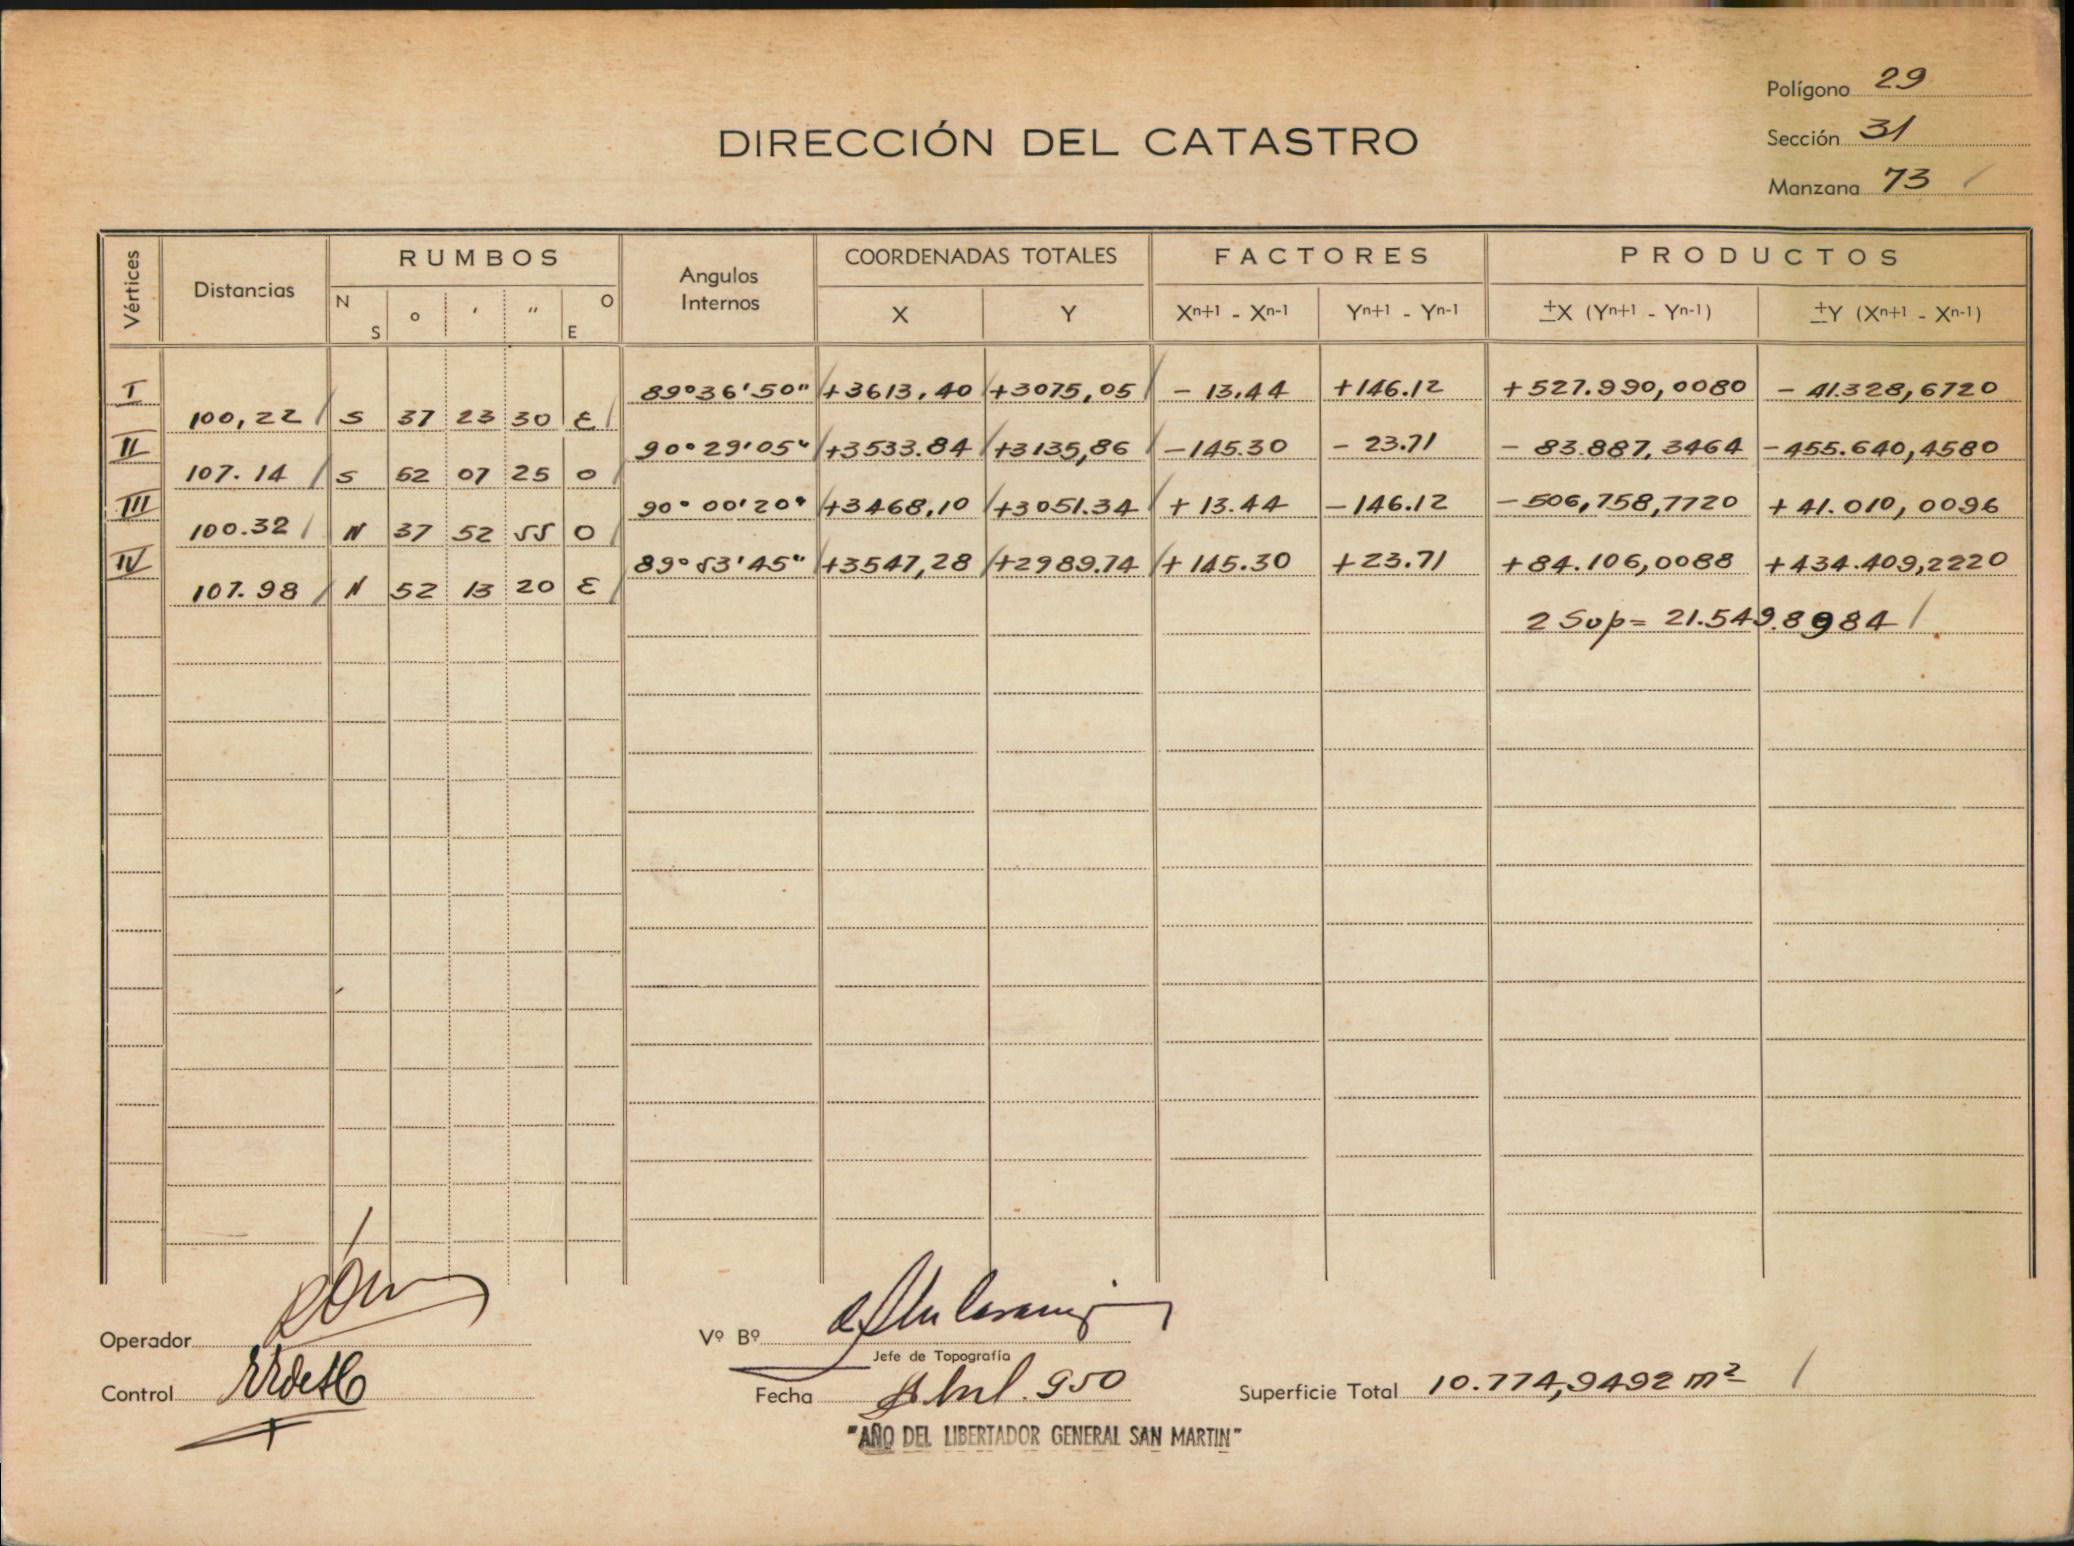 Polígono 29
Sección 31
Manzana 73
DIRECCIÓN DEL CATASTRO
Vértices Distancias RUMBOS Angulos Internos COORDENADAS TOTALES FACTORES PRODUCTOS
N S o ' " O E X Y Xn+1 - Xn-1 Yn+1 - Yn-1 ±X (Yn+1 - Yn-1) ±Y (Xn+1 - Xn-1)
I 89°36'50" +3613,40 +3075,05 - 13.44 +146.12 +527.990,0080 - 41.328,6720
100,22 S 37 23 30 E
II 90°29'05" +3533.84 +3135,86 -145.30 - 23.71 - 83.887,3464 -455.640,4580
107.14 S 52 07 25 O
III 90°00'20" +3468,10 +3051.34 + 13.44 -146.12 -506,758,7720 + 41.010,0096
100.32 N 37 52 55 O
IV 89°53'45" +3547,28 +2989.74 + 145.30 +23.71 +84.106,0088 +434.409,2220
107.98 N 52 13 20 E
2 Sup= 21.549.8984
Operador
Vº Bº
Jefe de Topografía
Control
Fecha Abril. 950
Superficie Total 10.774,9492 m²
"AÑO DEL LIBERTADOR GENERAL SAN MARTIN"